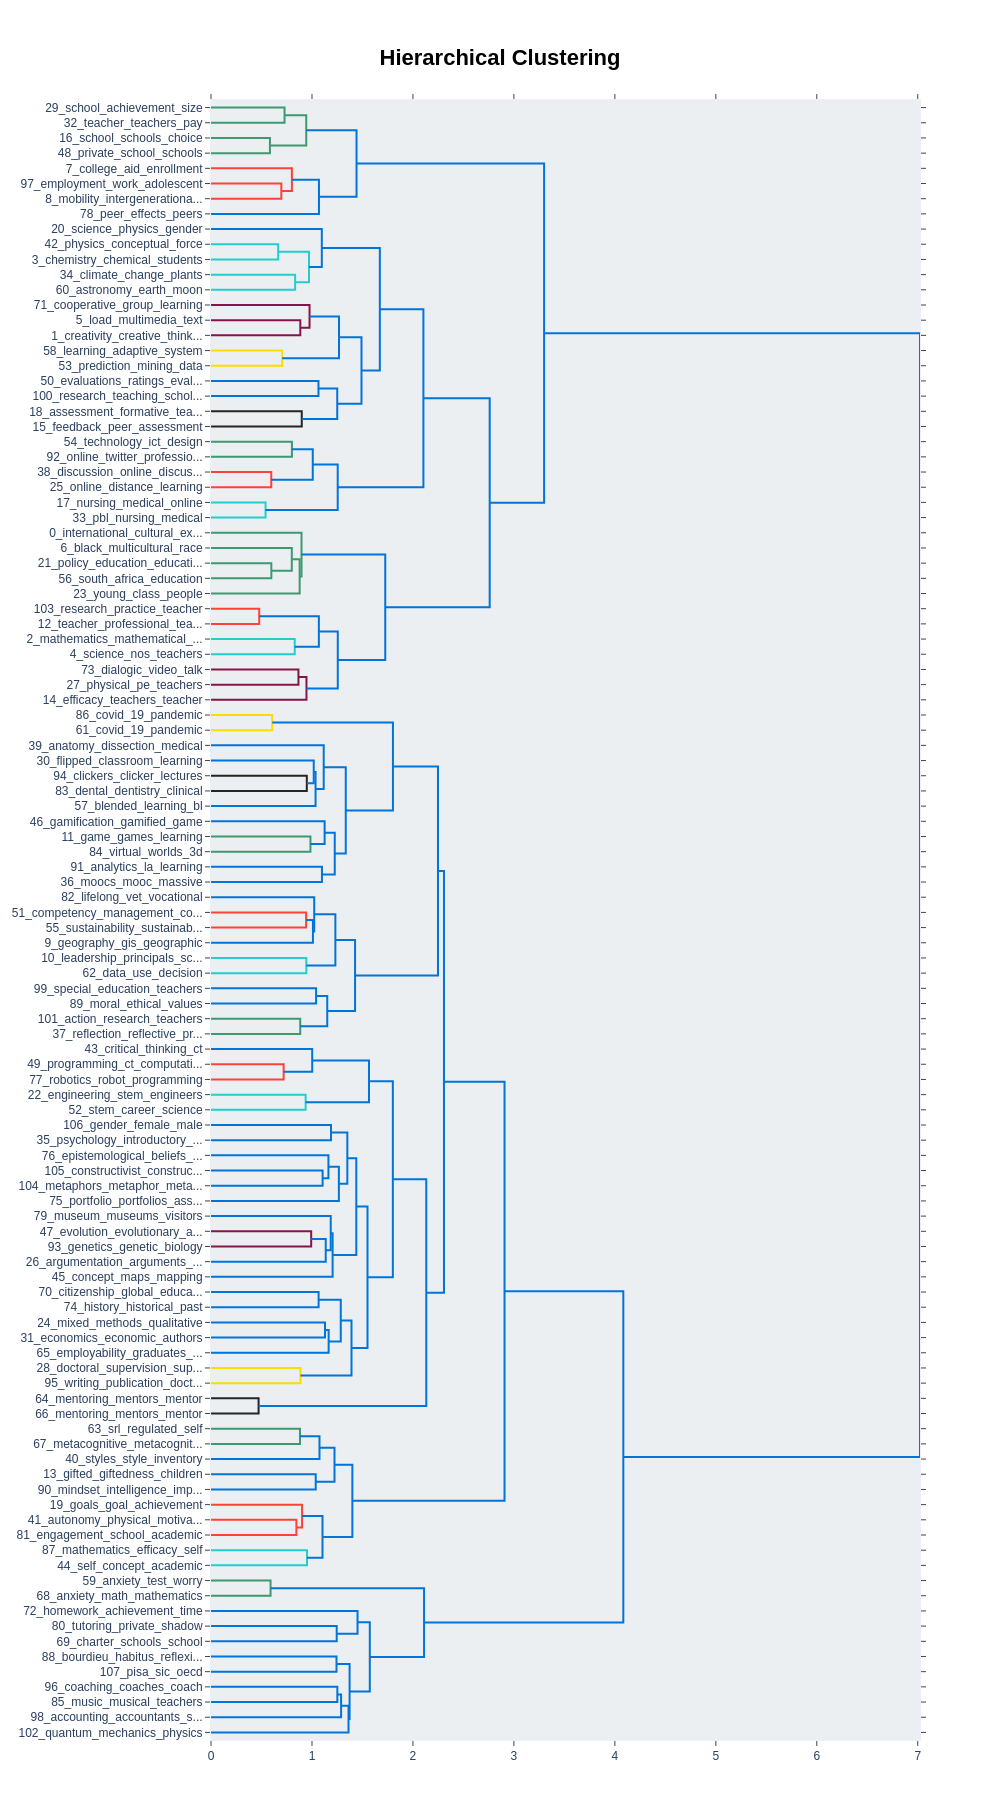 Hierarchical Clustering
29_school_achievement_size
32_teacher_teachers_pay
16_school_schools_choice
48_private_school_schools
7_college_aid_enrollment
97_employment_work_adolescent
8_mobility_intergenerationa...
78_peer_effects_peers
20_science_physics_gender
42_physics_conceptual_force
3_chemistry_chemical_students
34_climate_change_plants
60_astronomy_earth_moon
71_cooperative_group_learning
5_load_multimedia_text
1_creativity_creative_think...
58_learning_adaptive_system
53_prediction_mining_data
50_evaluations_ratings_eval...
100_research_teaching_schol...
18_assessment_formative_tea...
15_feedback_peer_assessment
54_technology_ict_design
92_online_twitter_professio...
38_discussion_online_discus...
25_online_distance_learning
17_nursing_medical_online
33_pbl_nursing_medical
0_international_cultural_ex...
6_black_multicultural_race
21_policy_education_educati...
56_south_africa_education
23_young_class_people
103_research_practice_teacher
12_teacher_professional_tea...
2_mathematics_mathematical_...
4_science_nos_teachers
73_dialogic_video_talk
27_physical_pe_teachers
14_efficacy_teachers_teacher
86_covid_19_pandemic
61_covid_19_pandemic
39_anatomy_dissection_medical
30_flipped_classroom_learning
94_clickers_clicker_lectures
83_dental_dentistry_clinical
57_blended_learning_bl
46_gamification_gamified_game
11_game_games_learning
84_virtual_worlds_3d
91_analytics_la_learning
36_moocs_mooc_massive
82_lifelong_vet_vocational
51_competency_management_co...
55_sustainability_sustainab...
9_geography_gis_geographic
10_leadership_principals_sc...
62_data_use_decision
99_special_education_teachers
89_moral_ethical_values
101_action_research_teachers
37_reflection_reflective_pr...
43_critical_thinking_ct
49_programming_ct_computati...
77_robotics_robot_programming
22_engineering_stem_engineers
52_stem_career_science
106_gender_female_male
35_psychology_introductory_...
76_epistemological_beliefs_...
105_constructivist_construc...
104_metaphors_metaphor_meta...
75_portfolio_portfolios_ass...
79_museum_museums_visitors
47_evolution_evolutionary_a...
93_genetics_genetic_biology
26_argumentation_arguments_...
45_concept_maps_mapping
70_citizenship_global_educa...
74_history_historical_past
24_mixed_methods_qualitative
31_economics_economic_authors
65_employability_graduates_...
28_doctoral_supervision_sup...
95_writing_publication_doct...
64_mentoring_mentors_mentor
66_mentoring_mentors_mentor
63_srl_regulated_self
67_metacognitive_metacognit...
40_styles_style_inventory
13_gifted_giftedness_children
90_mindset_intelligence_imp...
19_goals_goal_achievement
41_autonomy_physical_motiva...
81_engagement_school_academic
87_mathematics_efficacy_self
44_self_concept_academic
59_anxiety_test_worry
68_anxiety_math_mathematics
72_homework_achievement_time
80_tutoring_private_shadow
69_charter_schools_school
88_bourdieu_habitus_reflexi...
107_pisa_sic_oecd
96_coaching_coaches_coach
85_music_musical_teachers
98_accounting_accountants_s...
102_quantum_mechanics_physics
0 1 2 3 4 5 6 7